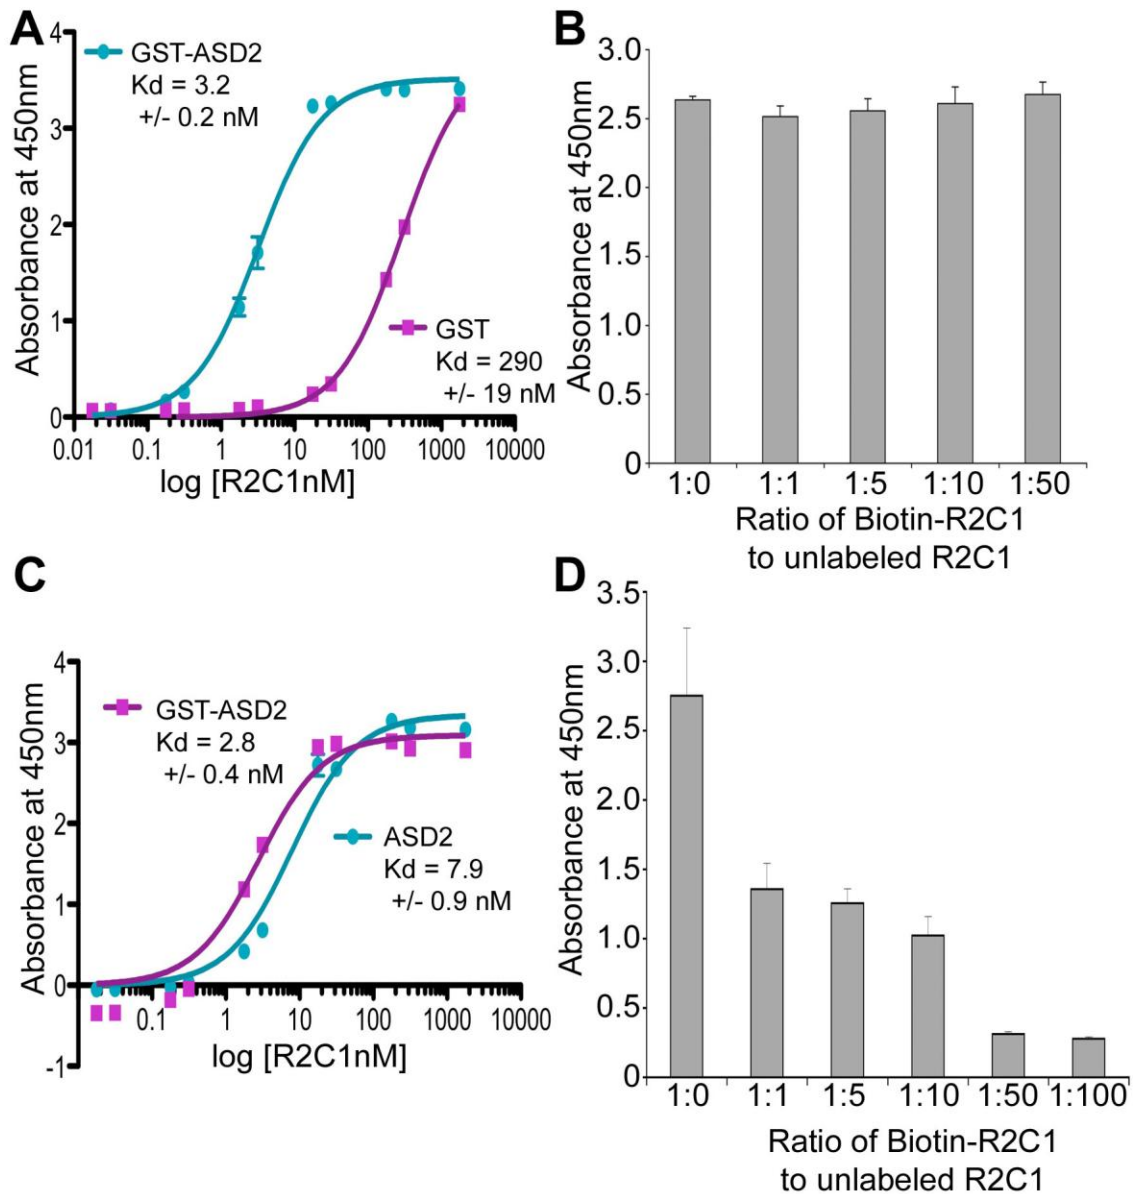 A
4
3
2
1
0
Absorbance at 450nm
GST-ASD2
Kd = 3.2
+/- 0.2 nM
GST
Kd = 290
+/- 19 nM
0.01 0.1 1 10 100 1000 10000
log [R2C1nM]
B
3.0
2.5
2.0
1.5
1.0
0.5
0
Absorbance at 450nm
1:0 1:1 1:5 1:10 1:50
Ratio of Biotin-R2C1
to unlabeled R2C1
C
4
3
2
1
0
-1
Absorbance at 450nm
GST-ASD2
Kd = 2.8
+/- 0.4 nM
ASD2
Kd = 7.9
+/- 0.9 nM
0.1 1 10 100 1000 10000
log [R2C1nM]
D
3.5
3.0
2.5
2.0
1.5
1.0
0.5
0
Absorbance at 450nm
1:0 1:1 1:5 1:10 1:50 1:100
Ratio of Biotin-R2C1
to unlabeled R2C1